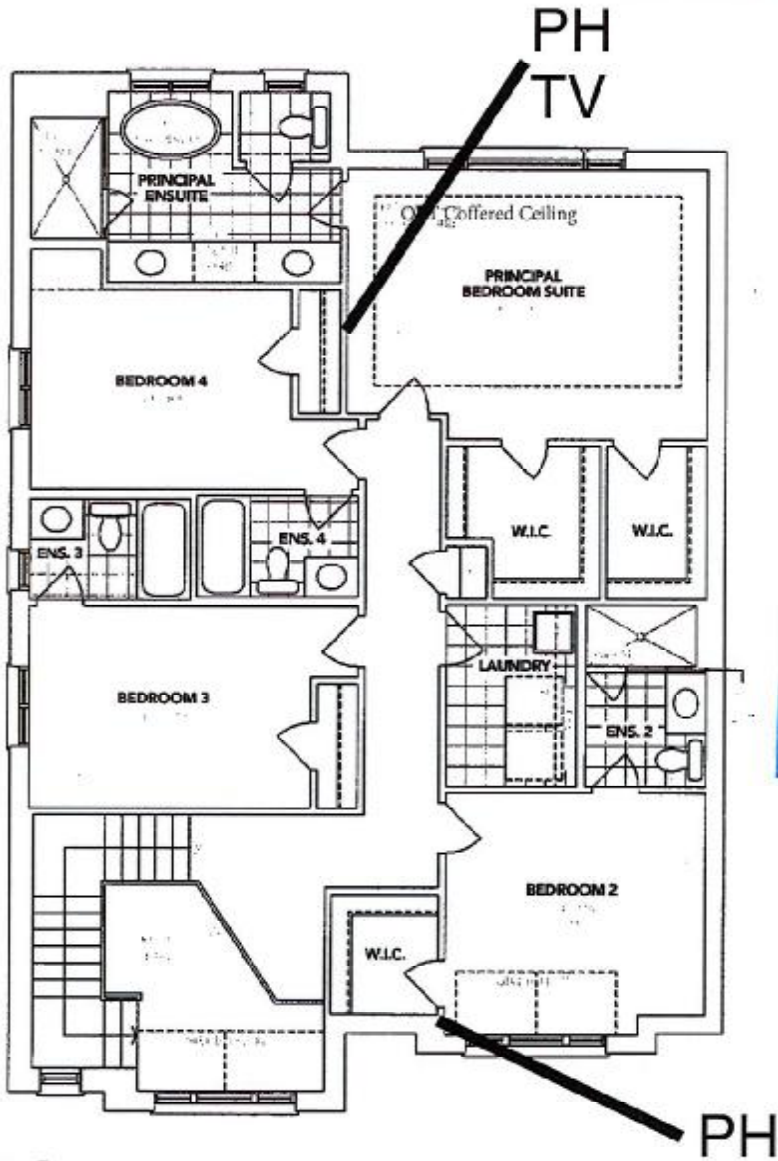 PH
TV
PRINCIPAL
ENSUITE
Coffered Ceiling
PRINCIPAL
BEDROOM SUITE
BEDROOM 4
W.I.C.
W.I.C.
ENS. 3
ENS. 4
LAUNDRY
BEDROOM 3
ENS. 2
BEDROOM 2
W.I.C.
PH